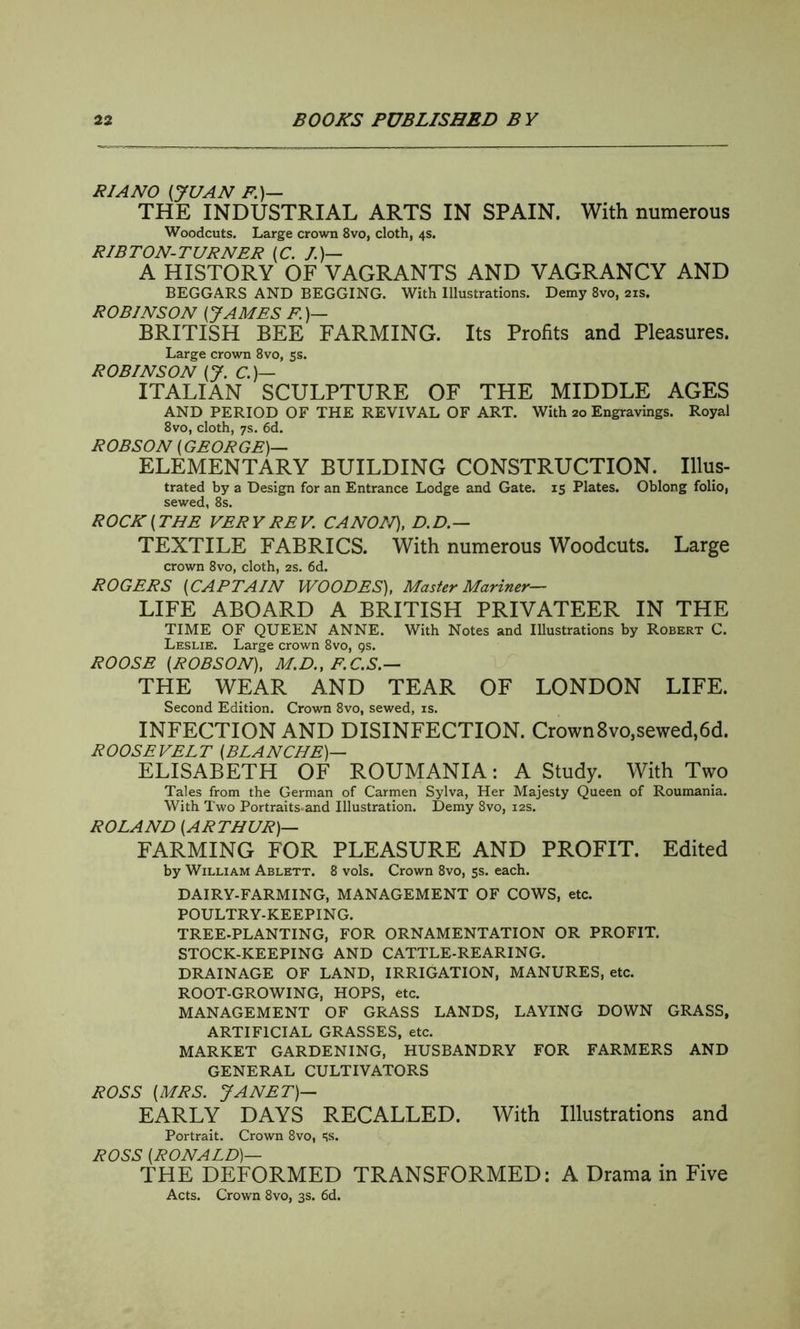 22 BOOKS PUBLISHED BY
RIANO (JUAN F.)—
THE INDUSTRIAL ARTS IN SPAIN. With numerous
Woodcuts. Large crown 8vo, cloth, 4s.
RIBTON-TURNER (C. J.)—
A HISTORY OF VAGRANTS AND VAGRANCY AND
BEGGARS AND BEGGING. With Illustrations. Demy 8vo, 21s.
ROBINSON (JAMES F.)—
BRITISH BEE FARMING. Its Profits and Pleasures.
Large crown 8vo, 5s.
ROBINSON (J. C.)—
ITALIAN SCULPTURE OF THE MIDDLE AGES
AND PERIOD OF THE REVIVAL OF ART. With 20 Engravings. Royal
8vo, cloth, 7s. 6d.
ROBSON (GEORGE)—
ELEMENTARY BUILDING CONSTRUCTION. Illus-
trated by a Design for an Entrance Lodge and Gate. 15 Plates. Oblong folio,
sewed, 8s.
ROCK (THE VERY REV. CANON), D.D.—
TEXTILE FABRICS. With numerous Woodcuts. Large
crown 8vo, cloth, 2s. 6d.
ROGERS (CAPTAIN WOODES), Master Mariner—
LIFE ABOARD A BRITISH PRIVATEER IN THE
TIME OF QUEEN ANNE. With Notes and Illustrations by ROBERT C.
LESLIE. Large crown 8vo, 9s.
ROOSE (ROBSON), M.D., F.C.S.—
THE WEAR AND TEAR OF LONDON LIFE.
Second Edition. Crown 8vo, sewed, 1s.
INFECTION AND DISINFECTION. Crown 8vo, sewed, 6d.
ROOSEVELT (BLANCHE)—
ELISABETH OF ROUMANIA: A Study. With Two
Tales from the German of Carmen Sylva, Her Majesty Queen of Roumania.
With Two Portraits and Illustration. Demy 8vo, 12s.
ROLAND (ARTHUR)—
FARMING FOR PLEASURE AND PROFIT. Edited
by WILLIAM ABLETT. 8 vols. Crown 8vo, 5s. each.
DAIRY-FARMING, MANAGEMENT OF COWS, etc.
POULTRY-KEEPING.
TREE-PLANTING, FOR ORNAMENTATION OR PROFIT.
STOCK-KEEPING AND CATTLE-REARING.
DRAINAGE OF LAND, IRRIGATION, MANURES, etc.
ROOT-GROWING, HOPS, etc.
MANAGEMENT OF GRASS LANDS, LAYING DOWN GRASS,
ARTIFICIAL GRASSES, etc.
MARKET GARDENING, HUSBANDRY FOR FARMERS AND
GENERAL CULTIVATORS
ROSS (MRS. JANET)—
EARLY DAYS RECALLED. With Illustrations and
Portrait. Crown 8vo, 5s.
ROSS (RONALD)—
THE DEFORMED TRANSFORMED: A Drama in Five
Acts. Crown 8vo, 3s. 6d.